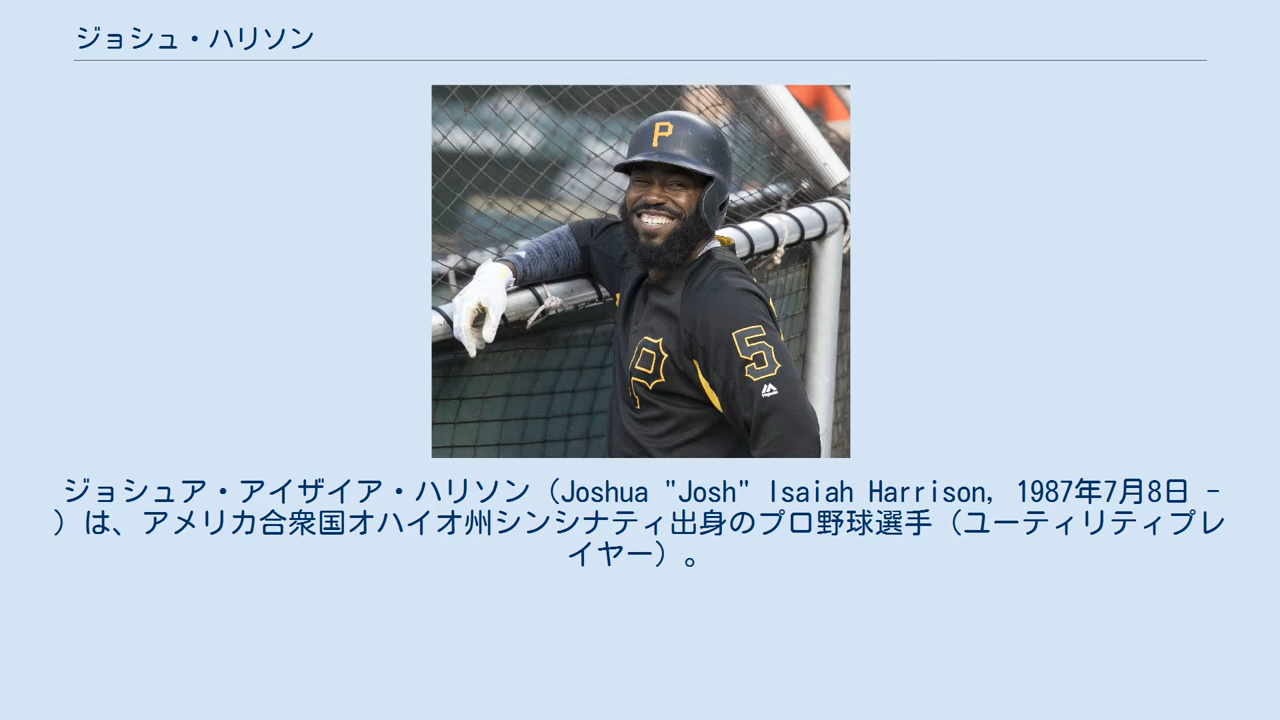 ジョシュ・ハリソン
P
P
5
ジョシュア・アイザイア・ハリソン（Joshua "Josh" Isaiah Harrison, 1987年7月8日 -
）は、アメリカ合衆国オハイオ州シンシナティ出身のプロ野球選手（ユーティリティプレ
イヤー）。